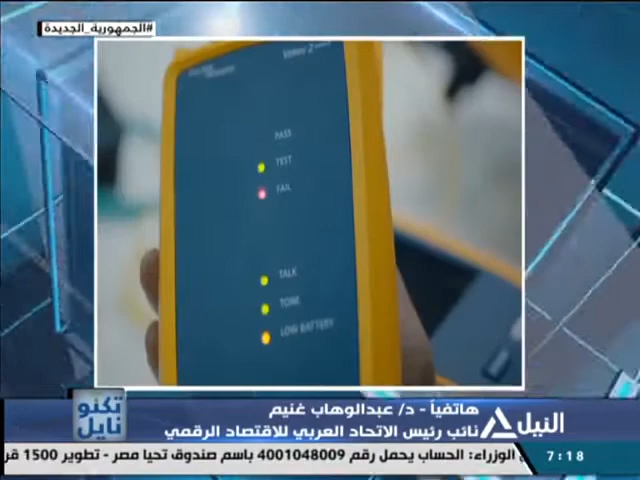 #الجمهورية_الجديدة
PASS
TEST
FAIL
TALK
TONE
LOW BATTERY
تكنو
نايل
هاتفياً - د/ عبدالوهاب غنيم
نائب رئيس الاتحاد العربي للاقتصاد الرقمي
النيل
الوزراء: الحساب يحمل رقم 4001048009 باسم صندوق تحيا مصر - تطوير 1500
7:18